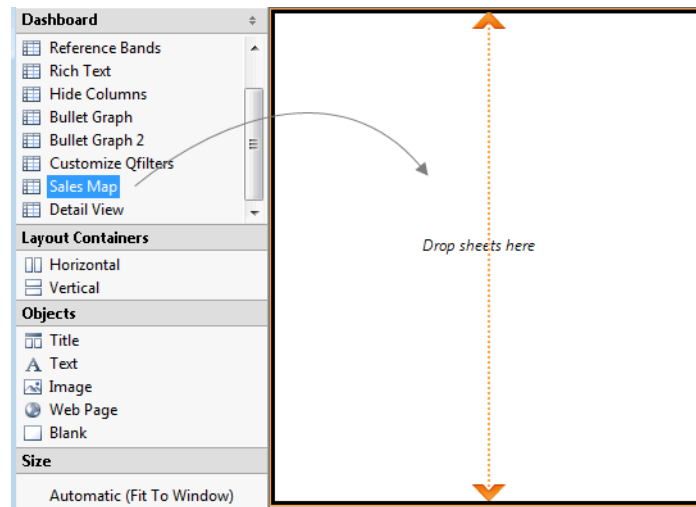 Dashboard
Reference Bands
Rich Text
Hide Columns
Bullet Graph
Bullet Graph 2
Customize Qfilters
Sales Map
Detail View
Layout Containers
Horizontal
Vertical
Objects
Title
Text
Image
Web Page
Blank
Size
Automatic (Fit To Window)
Drop sheets here